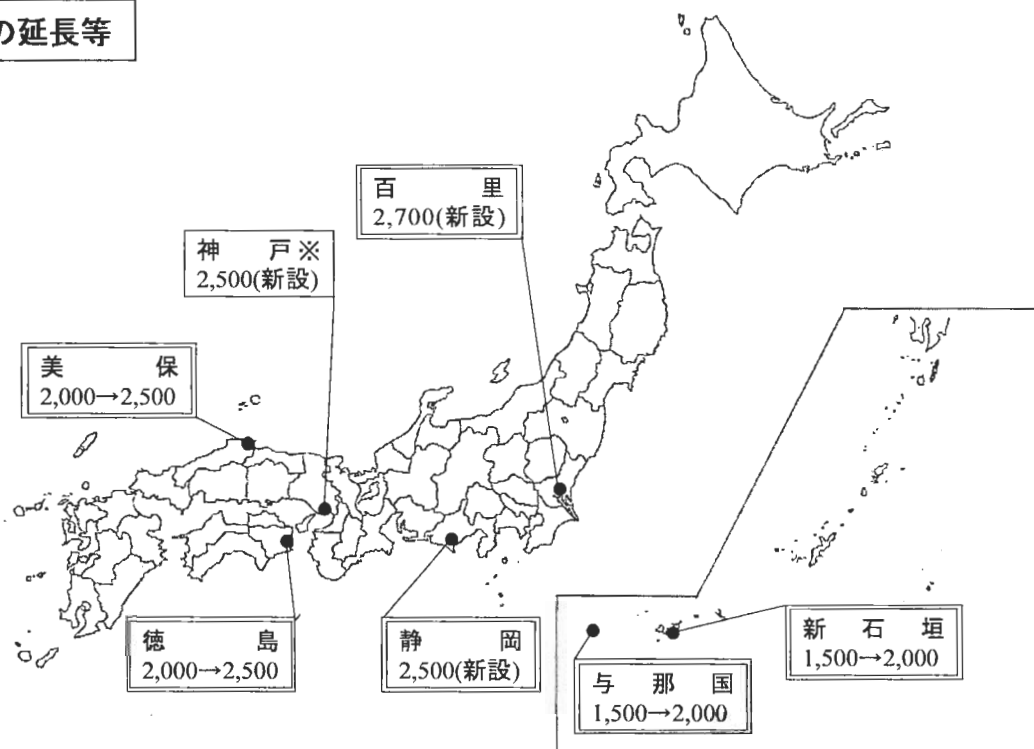 の延長等
百里
2,700(新設)
神戸※
2,500(新設)
美保
2,000→2,500
徳島
2,000→2,500
静岡
2,500(新設)
新石垣
1,500→2,000
与那国
1,500→2,000